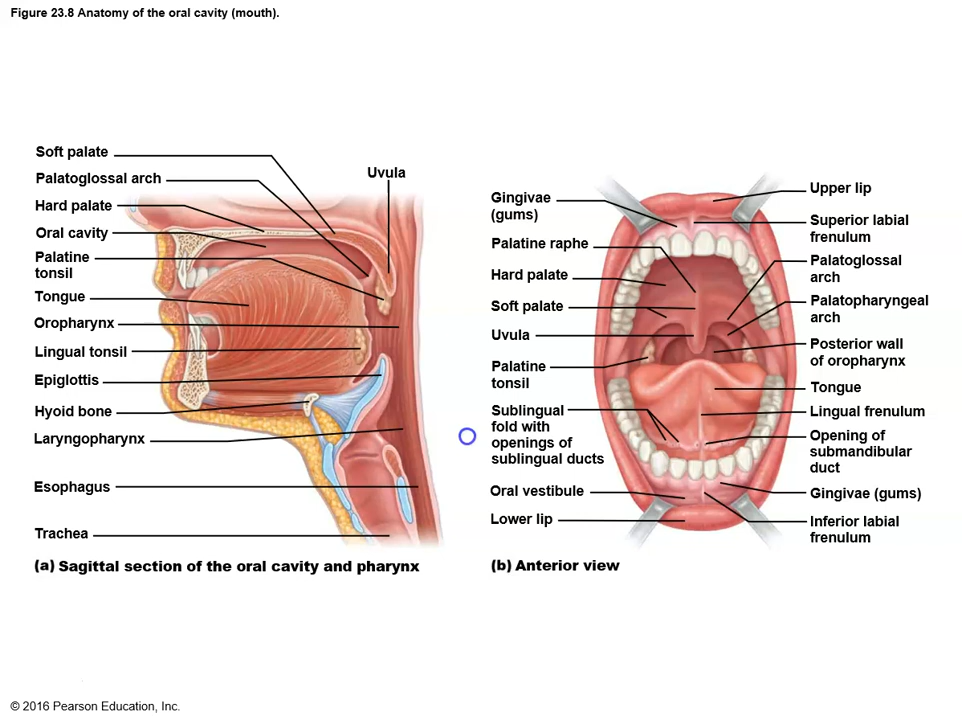 Figure 23.8 Anatomy of the oral cavity (mouth).
Soft palate
Palatoglossal arch
Hard palate
Oral cavity
Palatine
tonsil
Tongue
Oropharynx
Lingual tonsil
Epiglottis
Hyoid bone
Laryngopharynx
Esophagus
Trachea
Uvula
(a) Sagittal section of the oral cavity and pharynx
Gingivae
(gums)
Palatine raphe
Hard palate
Soft palate
Uvula
Palatine
tonsil
Sublingual
fold with
openings of
sublingual ducts
Oral vestibule
Lower lip
Upper lip
Superior labial
frenulum
Palatoglossal
arch
Palatopharyngeal
arch
Posterior wall
of oropharynx
Tongue
Lingual frenulum
Opening of
submandibular
duct
Gingivae (gums)
Inferior labial
frenulum
(b) Anterior view
© 2016 Pearson Education, Inc.